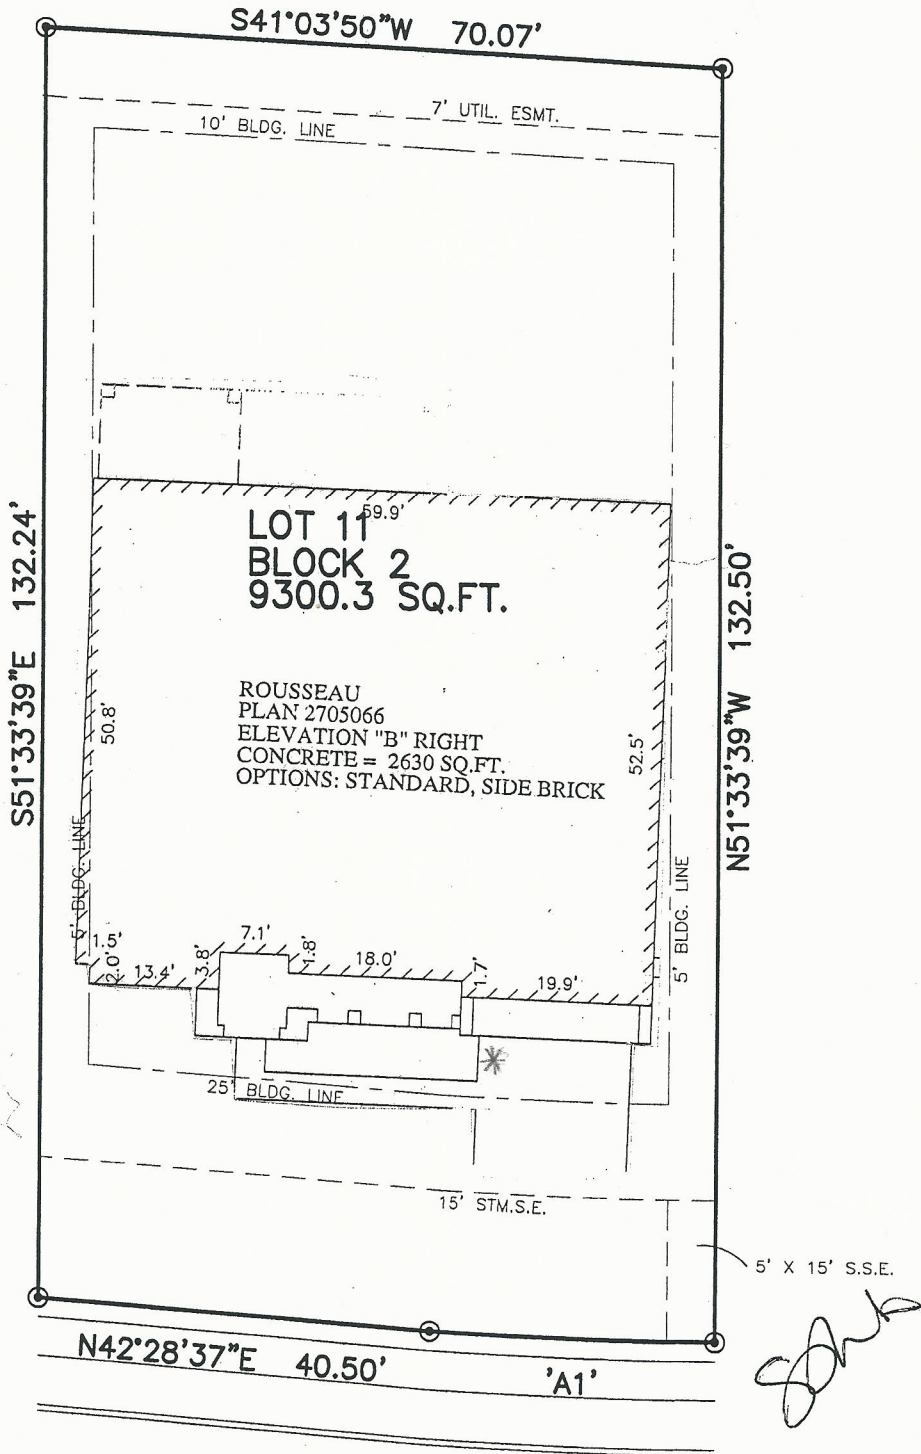 S41°03'50"W 70.07'
7' UTIL. ESMT.
10' BLDG. LINE
59.9'
LOT 11
BLOCK 2
9300.3 SQ.FT.
S51°33'39"E 132.24'
N51°33'39"W 132.50'
ROUSSEAU
PLAN 2705066
ELEVATION "B" RIGHT
CONCRETE = 2630 SQ.FT.
OPTIONS: STANDARD, SIDE BRICK
50.8'
52.5'
5' BLDG. LINE
5' BLDG. LINE
1.5'
2.0'
13.4'
3.8'
7.1'
1.8'
18.0'
1.7'
19.9'
*
25' BLDG. LINE
15' STM.S.E.
5' X 15' S.S.E.
N42°28'37"E 40.50'
'A1'